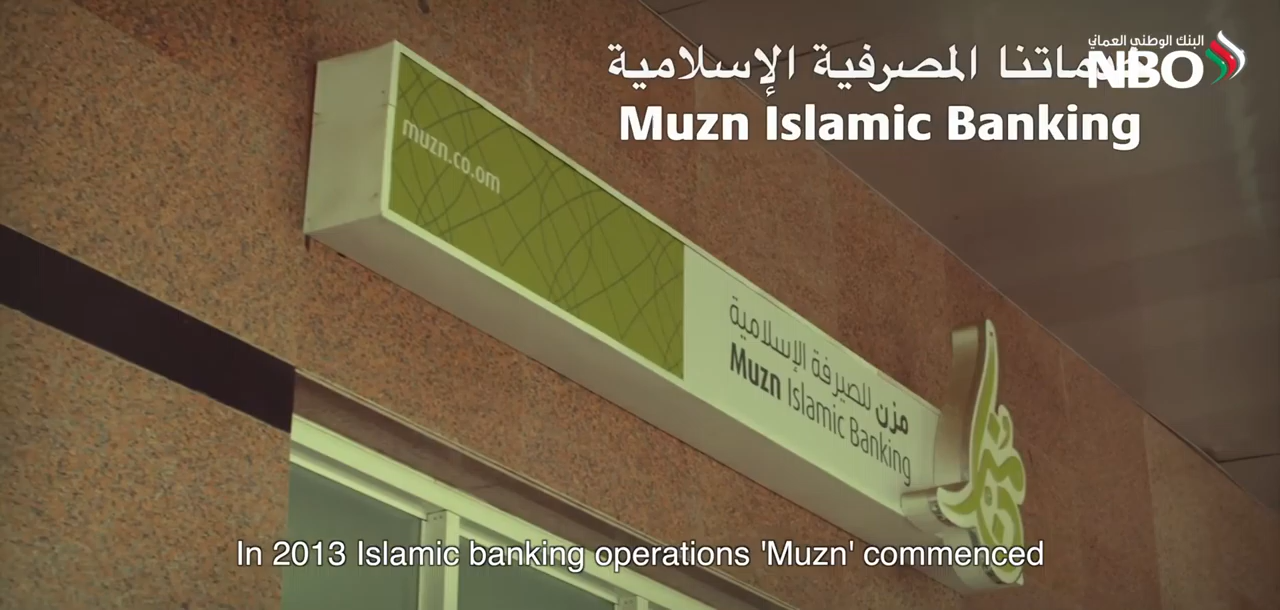 البنك الوطني العماني
NBO
خدماتنا المصرفية الإسلامية
Muzn Islamic Banking
muzn.co.om
مزن للصيرفة الإسلامية
Muzn Islamic Banking
In 2013 Islamic banking operations 'Muzn' commenced